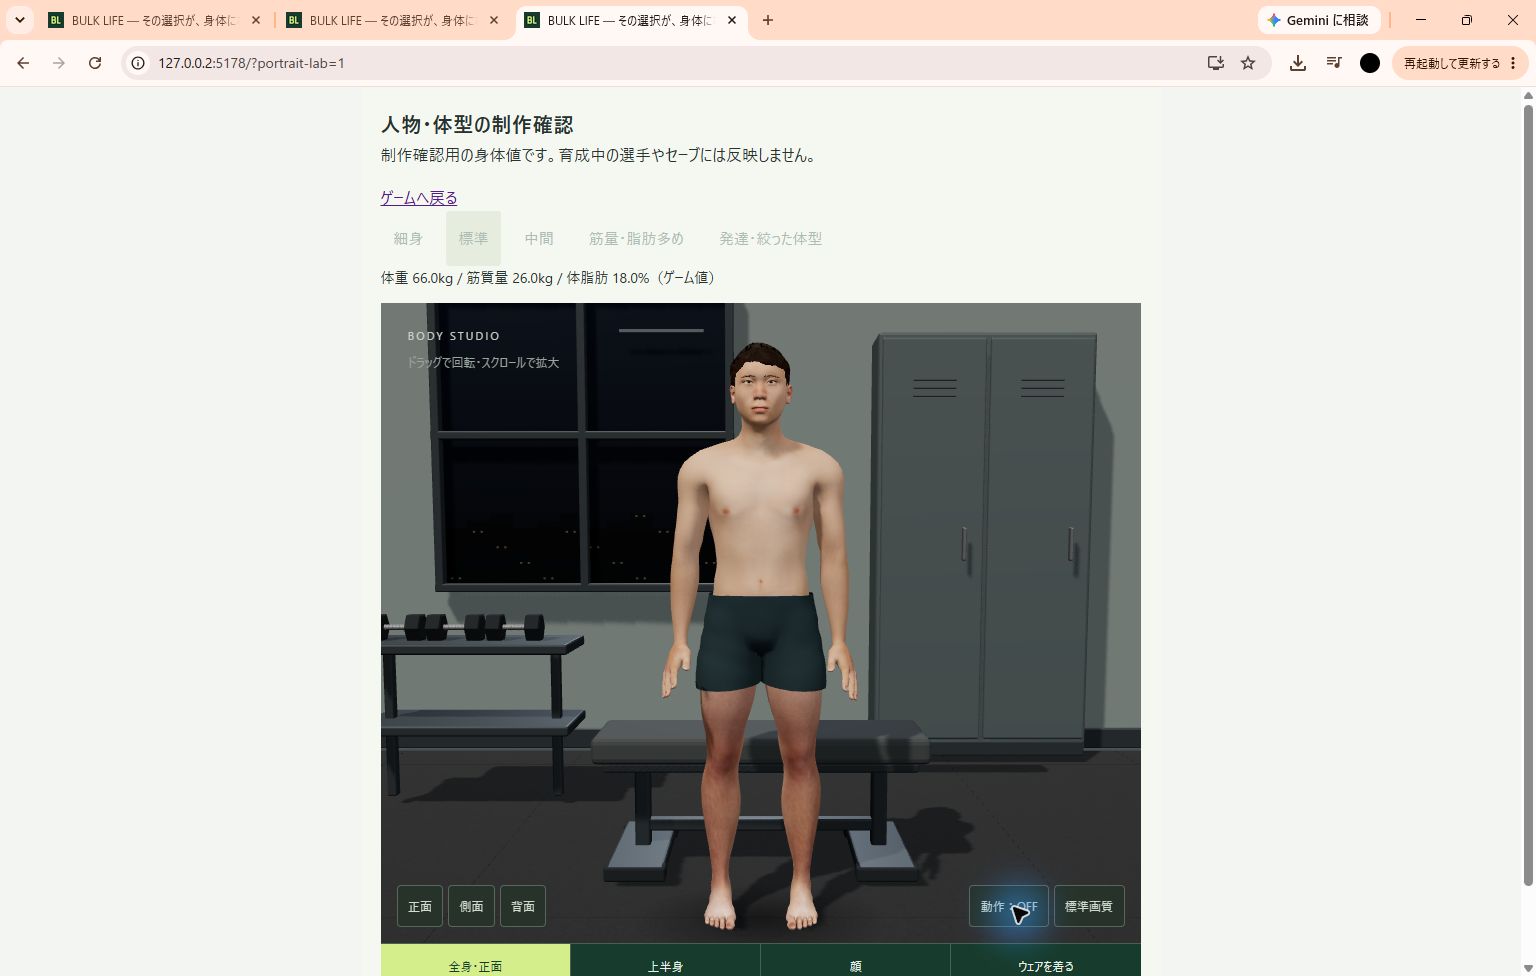 BULK LIFE — その選択が、身体に
BULK LIFE — その選択が、身体に
BULK LIFE — その選択が、身体に
Gemini に相談
127.0.0.2:5178/?portrait-lab=1
再起動して更新する
人物・体型の制作確認
制作確認用の身体値です。育成中の選手やセーブには反映しません。
ゲームへ戻る
細身 標準 中間 筋量・脂肪多め 発達・絞った体型
体重 66.0kg / 筋質量 26.0kg / 体脂肪 18.0%（ゲーム値）
BODY STUDIO
ドラッグで回転・スクロールで拡大
正面 側面 背面 動作：OFF 標準画質
全身・正面 上半身 顔 ウェアを着る